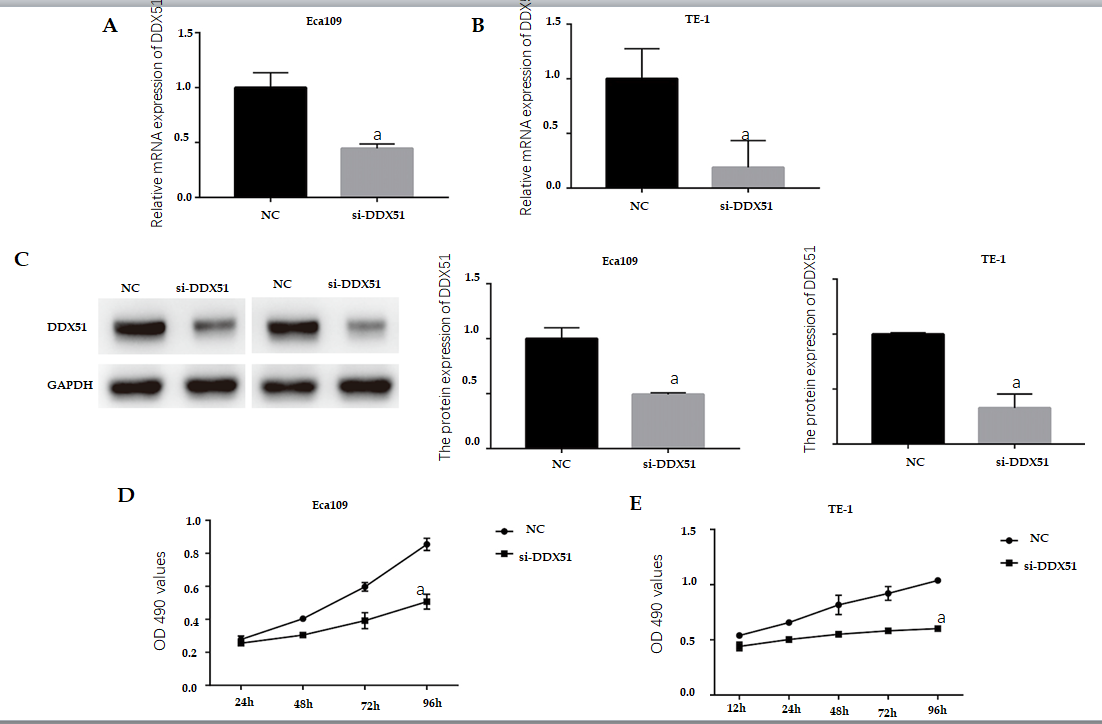 A
Eca109
Relative mRNA expression of DDX51
1.5
1.0
0.5
0.0
a
NC
si-DDX51
B
TE-1
Relative mRNA expression of DDX5
1.5
1.0
0.5
0.0
a
NC
si-DDX51
C
NC
si-DDX51
NC
si-DDX51
DDX51
GAPDH
Eca109
The protein expression of DDX51
1.5
1.0
0.5
0.0
a
NC
si-DDX51
TE-1
The protein expression of DDX51
a
NC
si-DDX51
D
Eca109
OD 490 values
1.0
0.8
0.6
0.4
0.2
0.0
a
24h
48h
72h
96h
NC
si-DDX51
E
TE-1
OD 490 values
1.5
1.0
0.5
0.0
a
12h
24h
48h
72h
96h
NC
si-DDX51